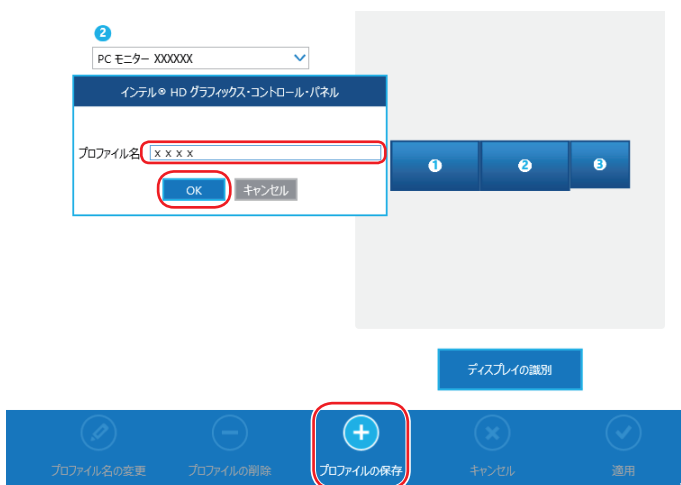 2
PC モニター XXXXXX
インテル® HD グラフィックス・コントロール・パネル
プロファイル名 x x x x
OK キャンセル
1 2 3
ディスプレイの識別
プロファイル名の変更 プロファイルの削除 プロファイルの保存 キャンセル 適用